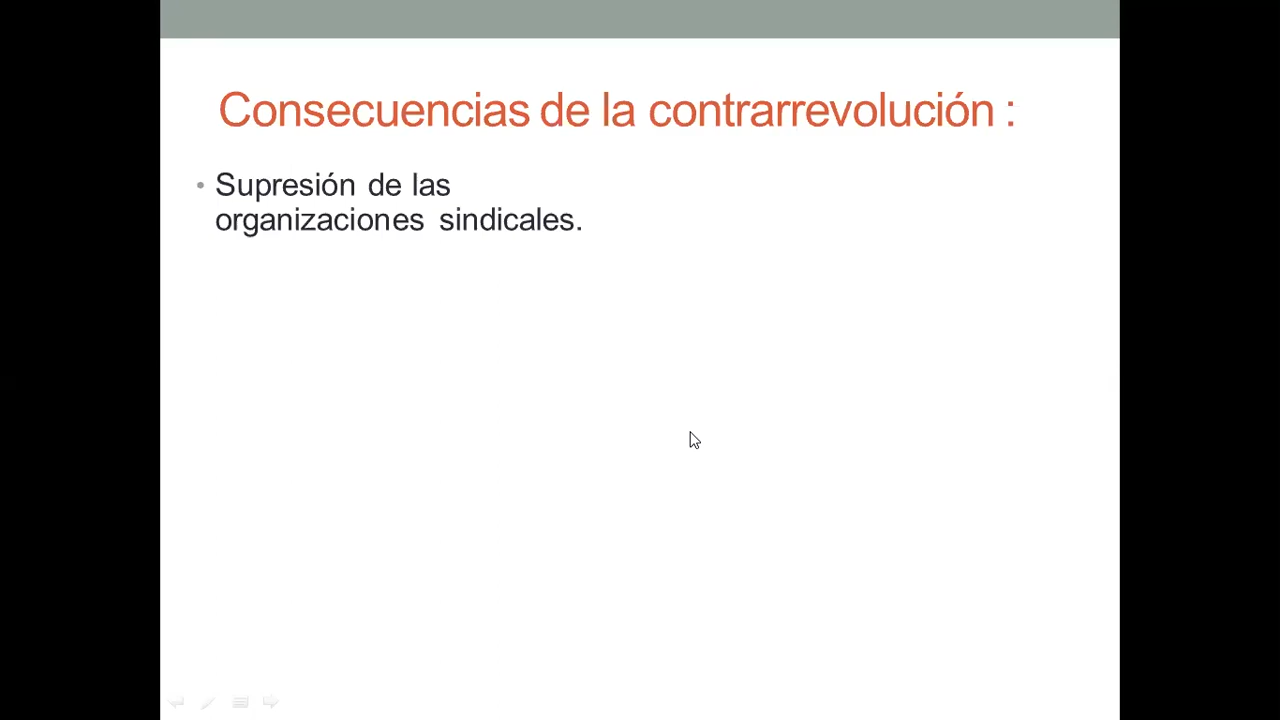 Consecuencias de la contrarrevolución :
• Supresión de las
organizaciones sindicales.